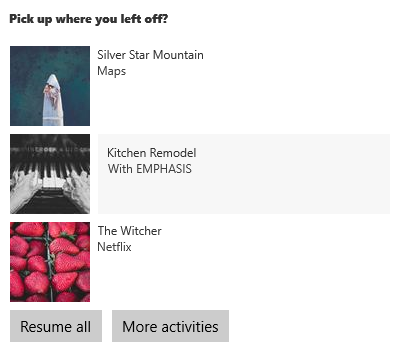 Pick up where you left off?
Silver Star Mountain
Maps
Kitchen Remodel
With EMPHASIS
The Witcher
Netflix
Resume all
More activities